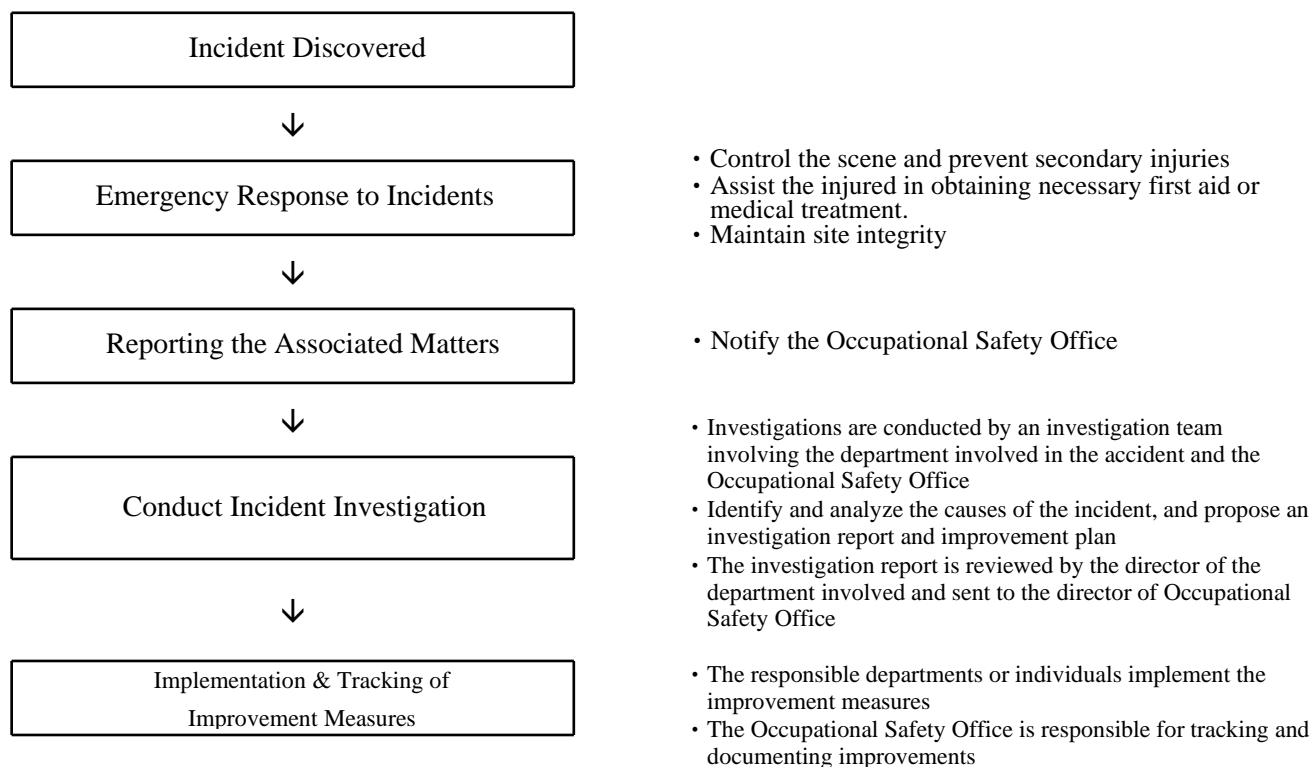 Incident Discovered
↓
Emergency Response to Incidents
・Control the scene and prevent secondary injuries
・Assist the injured in obtaining necessary first aid or
medical treatment.
・Maintain site integrity
↓
Reporting the Associated Matters
・Notify the Occupational Safety Office
↓
Conduct Incident Investigation
・Investigations are conducted by an investigation team
involving the department involved in the accident and the
Occupational Safety Office
・Identify and analyze the causes of the incident, and propose an
investigation report and improvement plan
・The investigation report is reviewed by the director of the
department involved and sent to the director of Occupational
Safety Office
↓
Implementation & Tracking of
Improvement Measures
・The responsible departments or individuals implement the
improvement measures
・The Occupational Safety Office is responsible for tracking and
documenting improvements